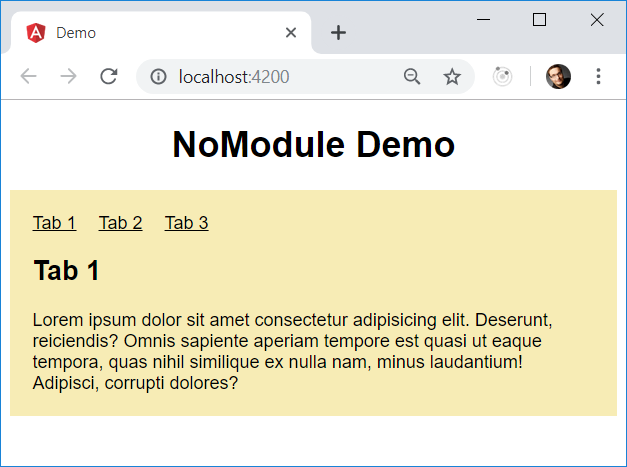 Demo
localhost:4200
NoModule Demo
Tab 1 Tab 2 Tab 3
Tab 1
Lorem ipsum dolor sit amet consectetur adipisicing elit. Deserunt,
reiciendis? Omnis sapiente aperiam tempore est quasi ut eaque
tempora, quas nihil similique ex nulla nam, minus laudantium!
Adipisci, corrupti dolores?